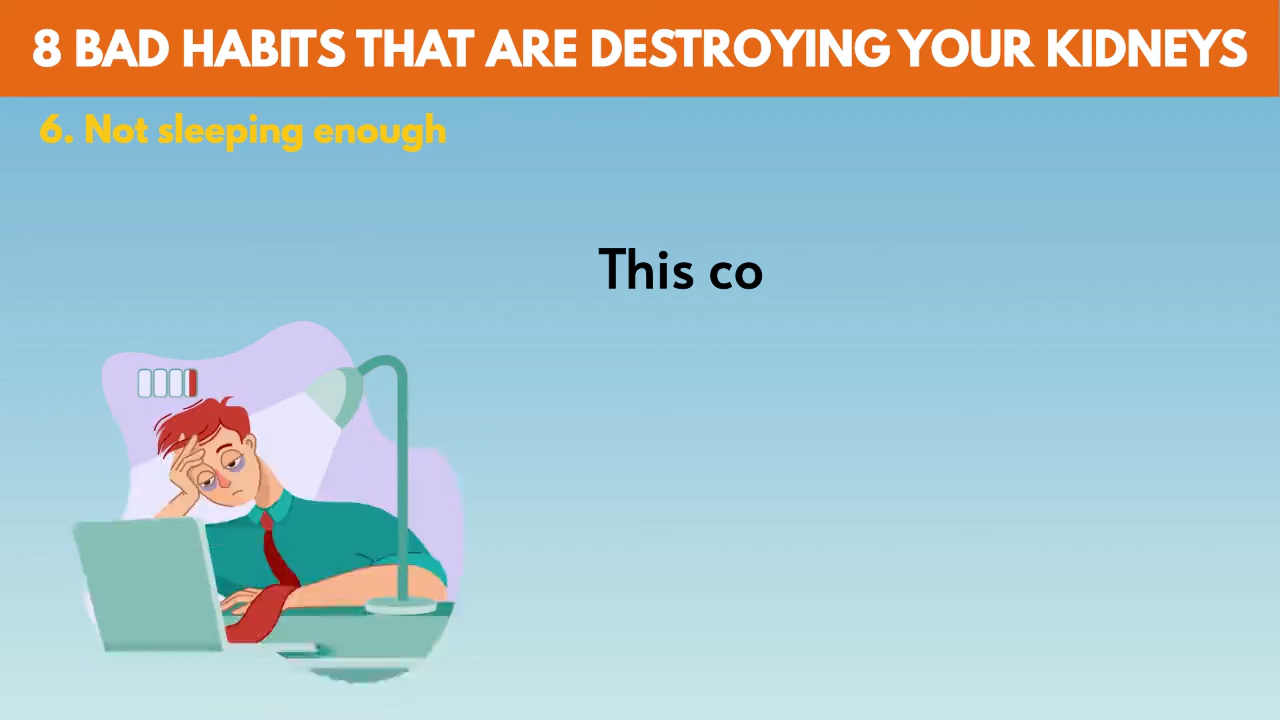 8 BAD HABITS THAT ARE DESTROYING YOUR KIDNEYS
6. Not sleeping enough
This co